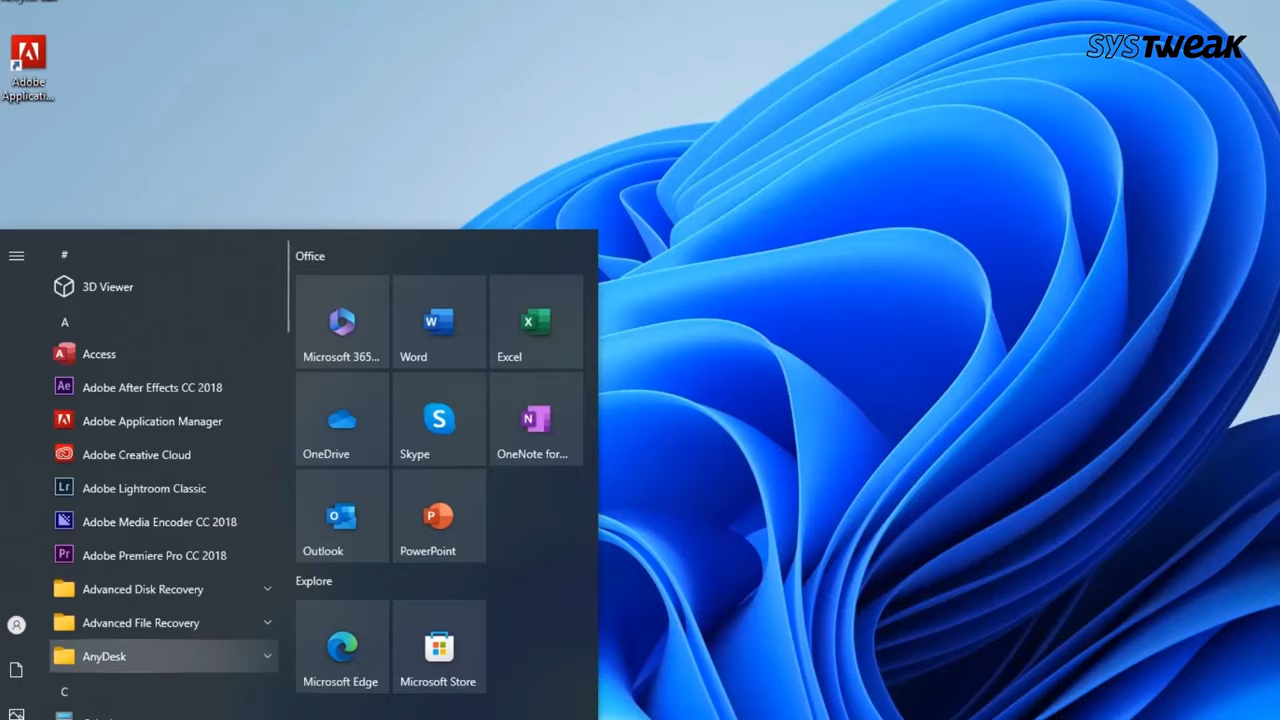 SYSTWEAK
Adobe
Applicati...
#
3D Viewer
A
Access
Adobe After Effects CC 2018
Adobe Application Manager
Adobe Creative Cloud
Adobe Lightroom Classic
Adobe Media Encoder CC 2018
Adobe Premiere Pro CC 2018
Advanced Disk Recovery
Advanced File Recovery
AnyDesk
C
Office
Microsoft 365...
Word
Excel
OneDrive
Skype
OneNote for...
Outlook
PowerPoint
Explore
Microsoft Edge
Microsoft Store